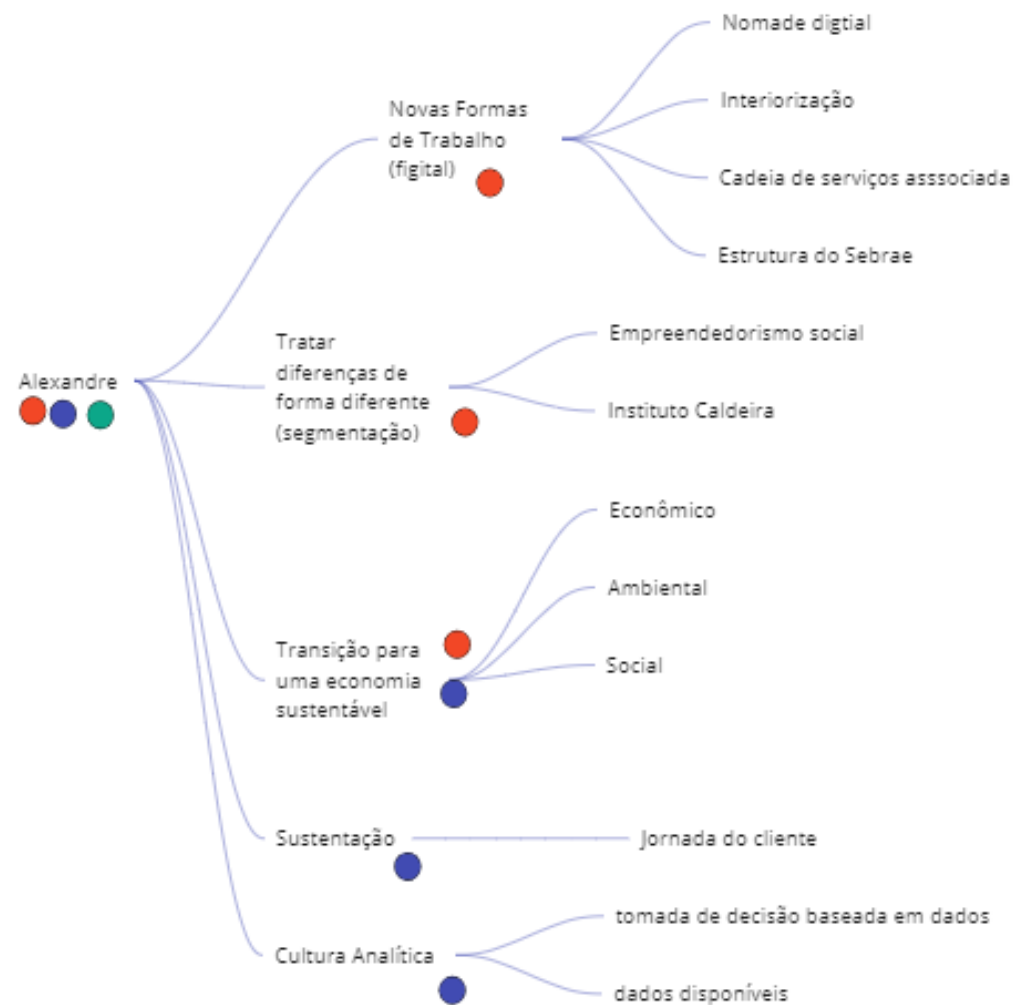 Alexandre
Novas Formas
de Trabalho
(figital)
Nomade digtial
Interiorização
Cadeia de serviços asssociada
Estrutura do Sebrae
Tratar
diferenças de
forma diferente
(segmentação)
Empreendedorismo social
Instituto Caldeira
Transição para
uma economia
sustentável
Econômico
Ambiental
Social
Sustentação
Jornada do cliente
Cultura Analítica
tomada de decisão baseada em dados
dados disponíveis